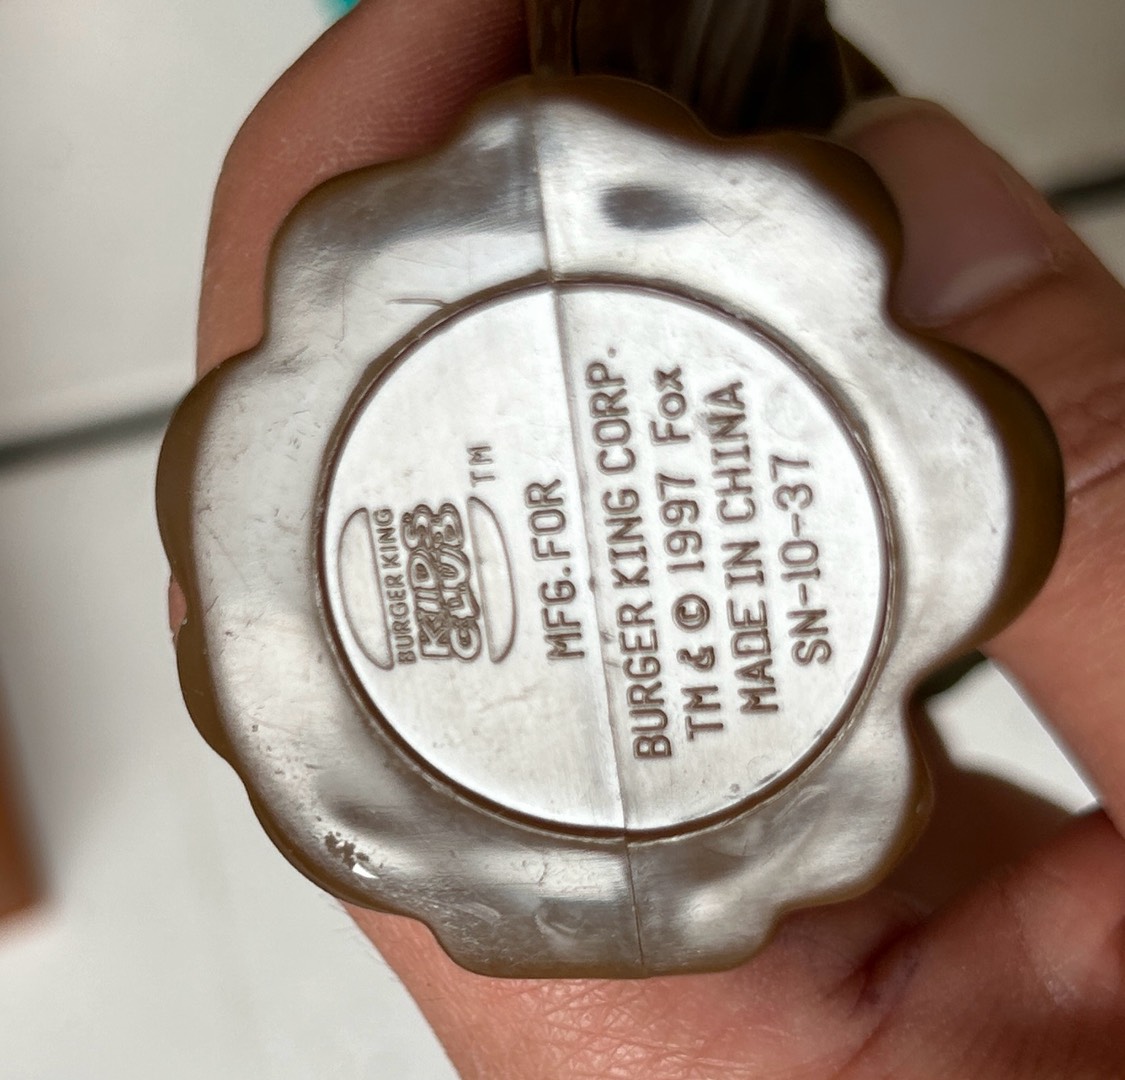 BURGER KING
KIDS
CLUB
TM
MFG.FOR
BURGER KING CORP.
TM & © 1997 Fox
MADE IN CHINA
SN-10-37